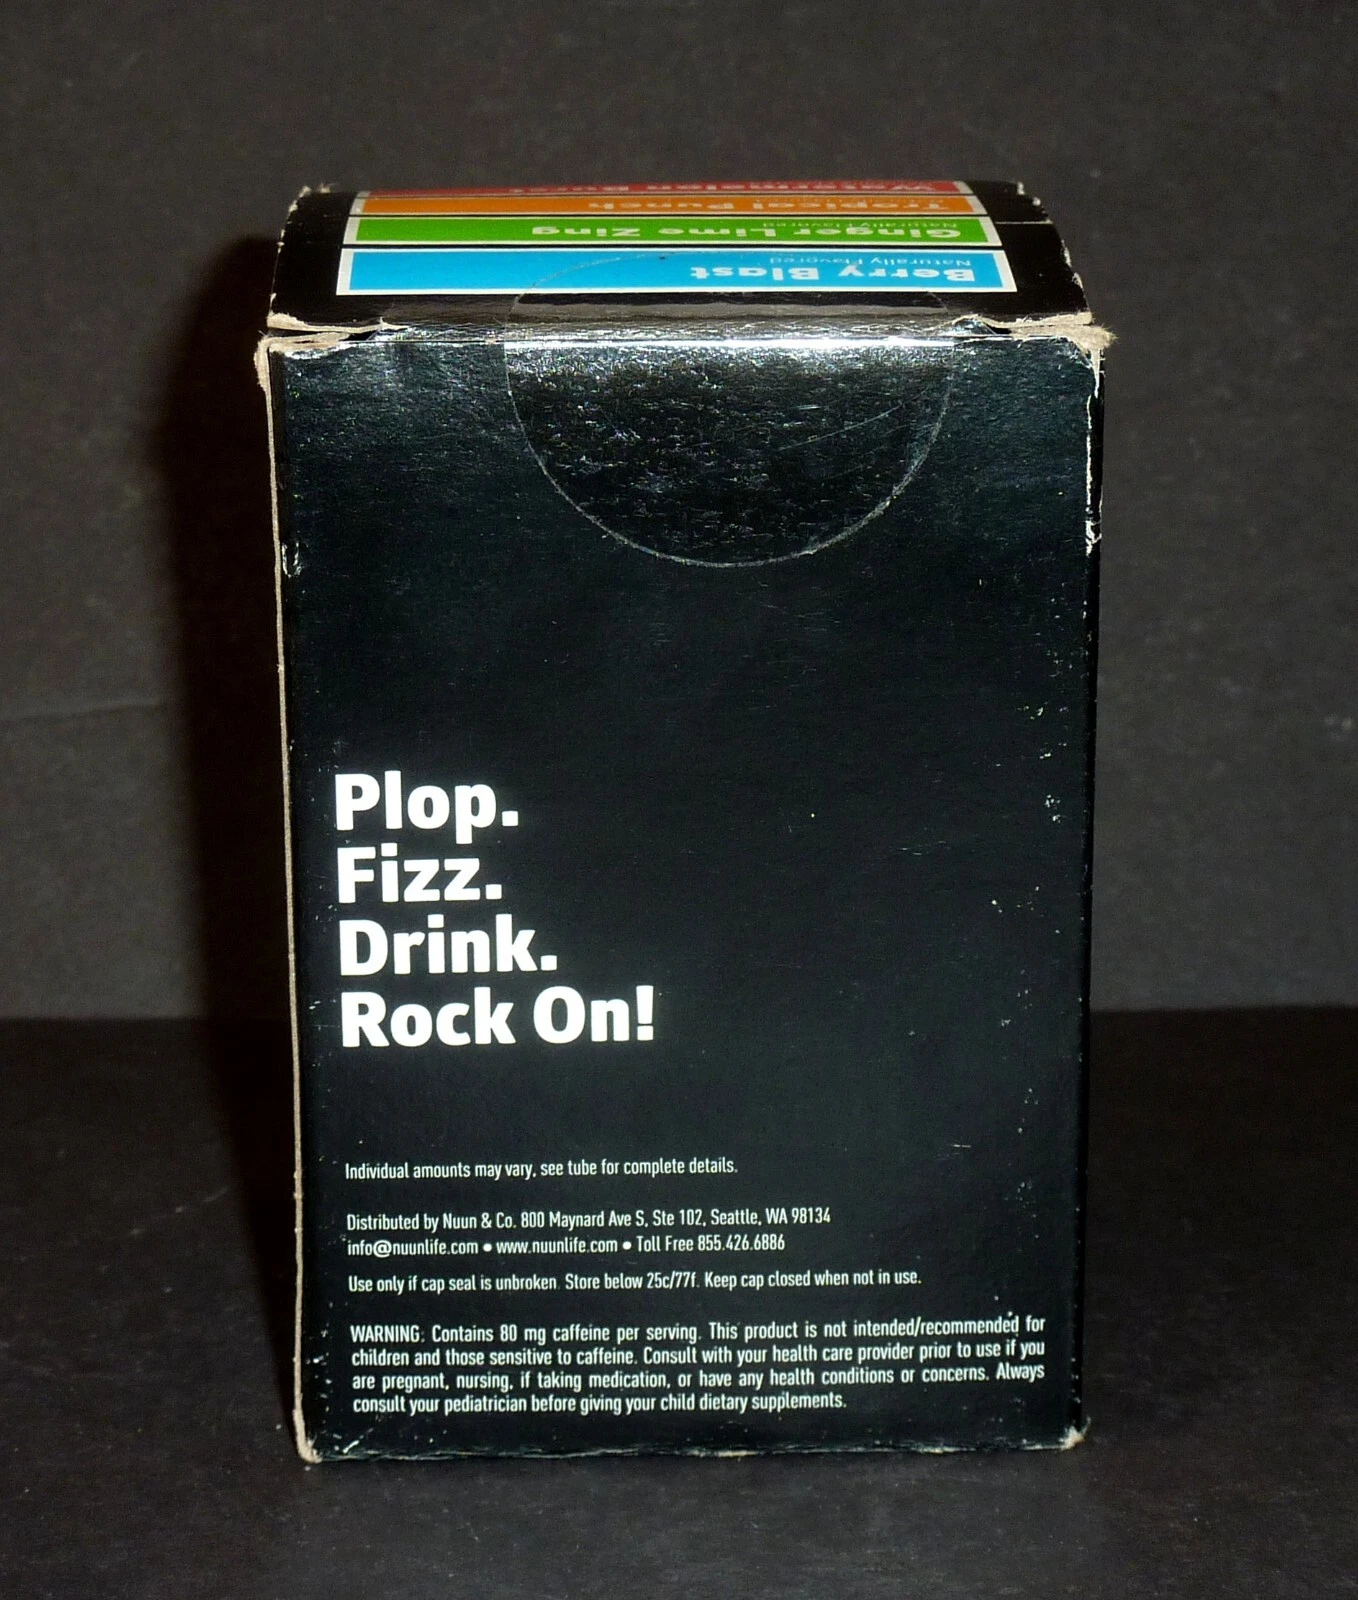 Watermelon Burst
Tropical Punch
Naturally Flavored
Ginger Lime Zing
Naturally Flavored
Berry Blast
Plop.
Fizz.
Drink.
Rock On!
Individual amounts may vary, see tube for complete details.
Distributed by Nuun & Co. 800 Maynard Ave S, Ste 102, Seattle, WA 98134
info@nuunlife.com • www.nuunlife.com • Toll Free 855.426.6886
Use only if cap seal is unbroken. Store below 25c/77f. Keep cap closed when not in use.
WARNING: Contains 80 mg caffeine per serving. This product is not intended/recommended for
children and those sensitive to caffeine. Consult with your health care provider prior to use if you
are pregnant, nursing, if taking medication, or have any health conditions or concerns. Always
consult your pediatrician before giving your child dietary supplements.